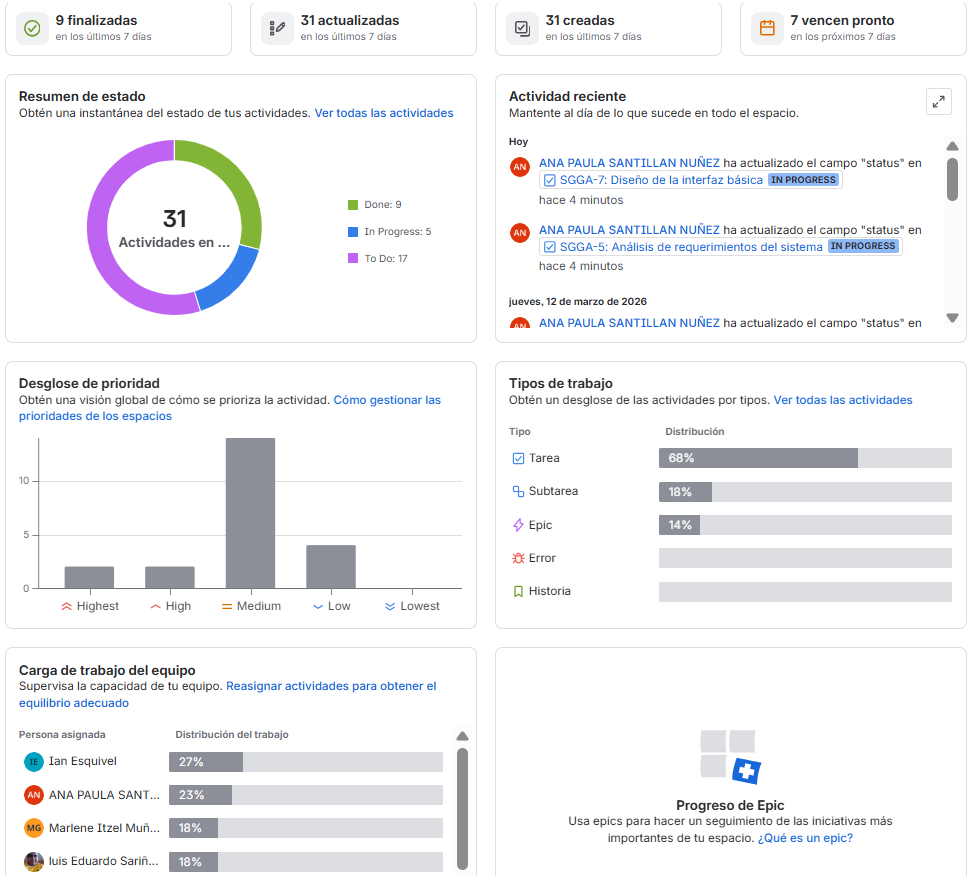 9 finalizadas
en los últimos 7 días
31 actualizadas
en los últimos 7 días
31 creadas
en los últimos 7 días
7 vencen pronto
en los próximos 7 días
Resumen de estado
Obtén una instantánea del estado de tus actividades. Ver todas las actividades
31
Actividades en ...
Done: 9
In Progress: 5
To Do: 17
Actividad reciente
Mantente al día de lo que sucede en todo el espacio.
Hoy
AN
ANA PAULA SANTILLAN NUÑEZ ha actualizado el campo "status" en
SGGA-7: Diseño de la interfaz básica IN PROGRESS
hace 4 minutos
AN
ANA PAULA SANTILLAN NUÑEZ ha actualizado el campo "status" en
SGGA-5: Análisis de requerimientos del sistema IN PROGRESS
hace 4 minutos
jueves, 12 de marzo de 2026
AN
ANA PAULA SANTILLAN NUÑEZ ha actualizado el campo "status" en
Desglose de prioridad
Obtén una visión global de cómo se prioriza la actividad. Cómo gestionar las
prioridades de los espacios
10
5
0
Highest
High
Medium
Low
Lowest
Tipos de trabajo
Obtén un desglose de las actividades por tipos. Ver todas las actividades
Tipo Distribución
Tarea 68%
Subtarea 18%
Epic 14%
Error
Historia
Carga de trabajo del equipo
Supervisa la capacidad de tu equipo. Reasignar actividades para obtener el
equilibrio adecuado
Persona asignada Distribución del trabajo
IE Ian Esquivel 27%
AN ANA PAULA SANT... 23%
MG Marlene Itzel Muñ... 18%
luis Eduardo Sariñ... 18%
Progreso de Epic
Usa epics para hacer un seguimiento de las iniciativas más
importantes de tu espacio. ¿Qué es un epic?